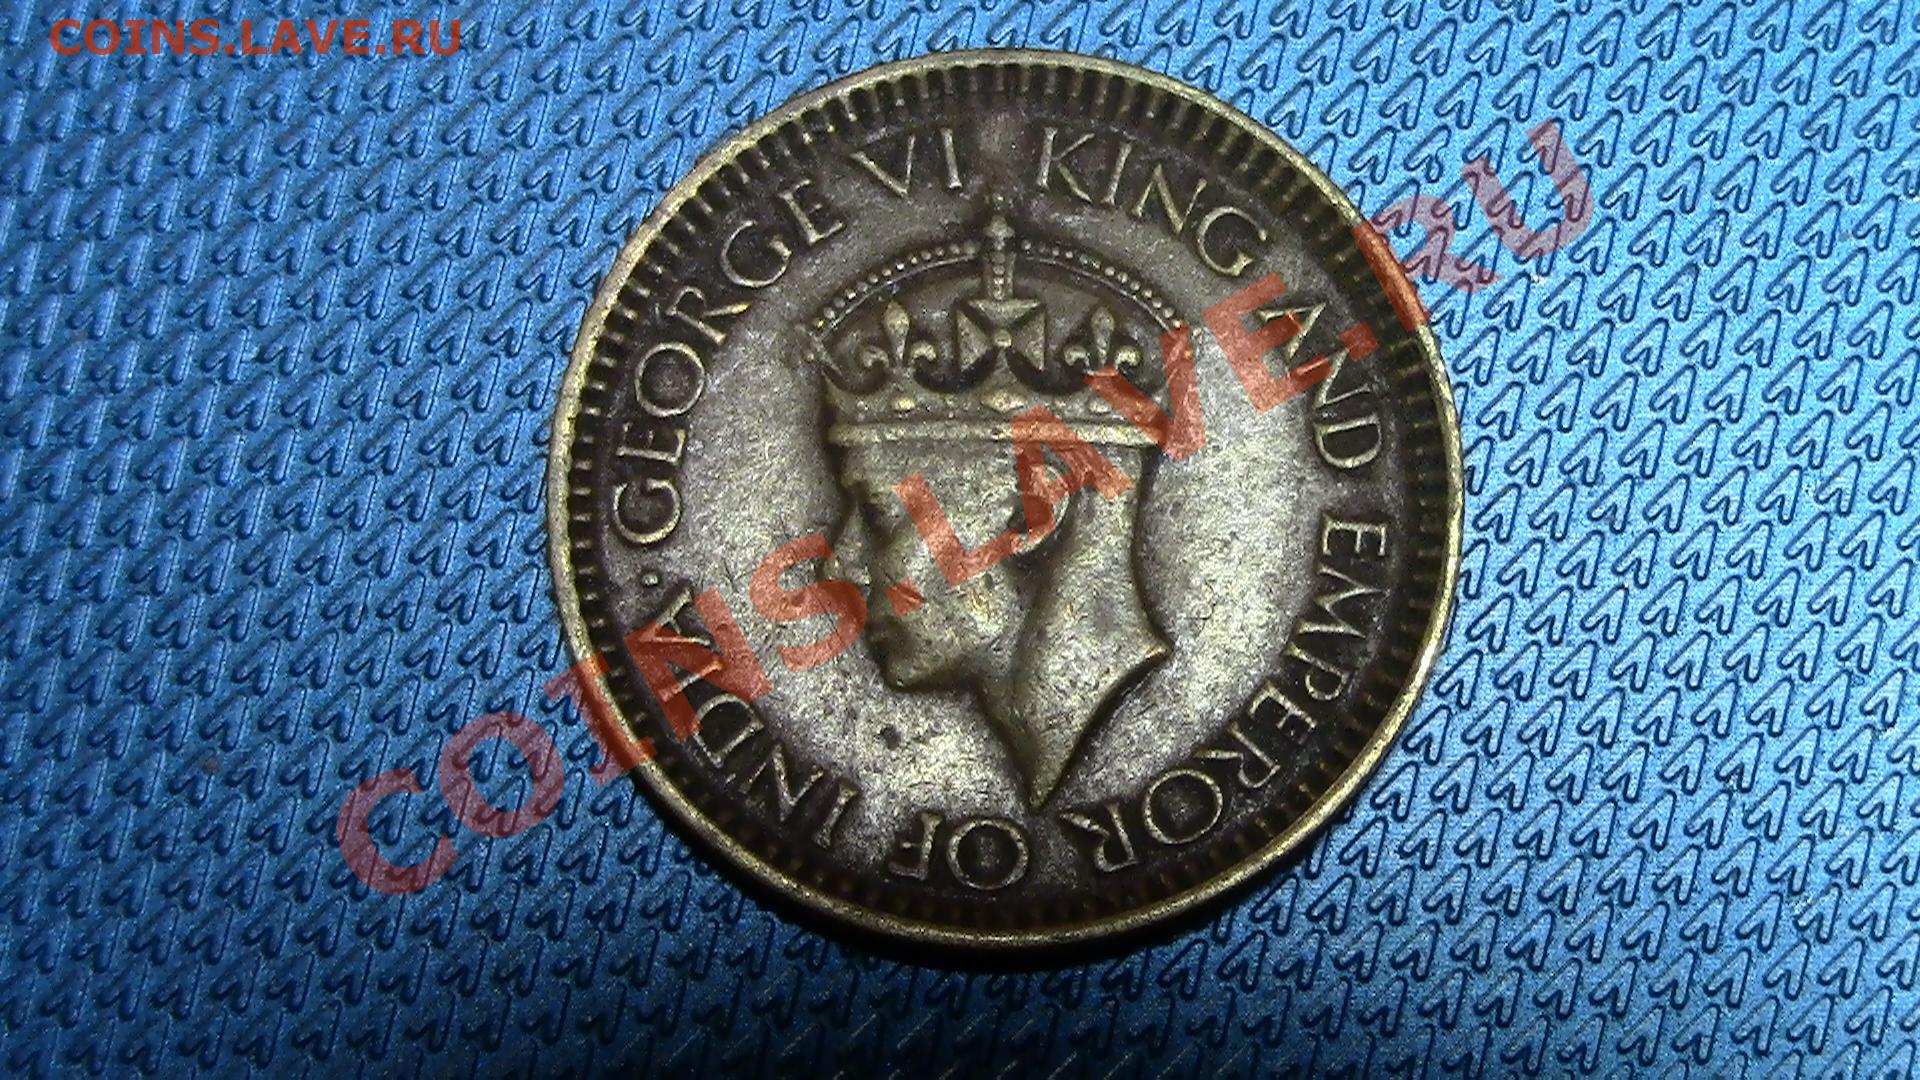 COINS.LAVE.RU
· GEORGE VI KING AND EMPEROR OF INDIA
COINS.LAVE.RU